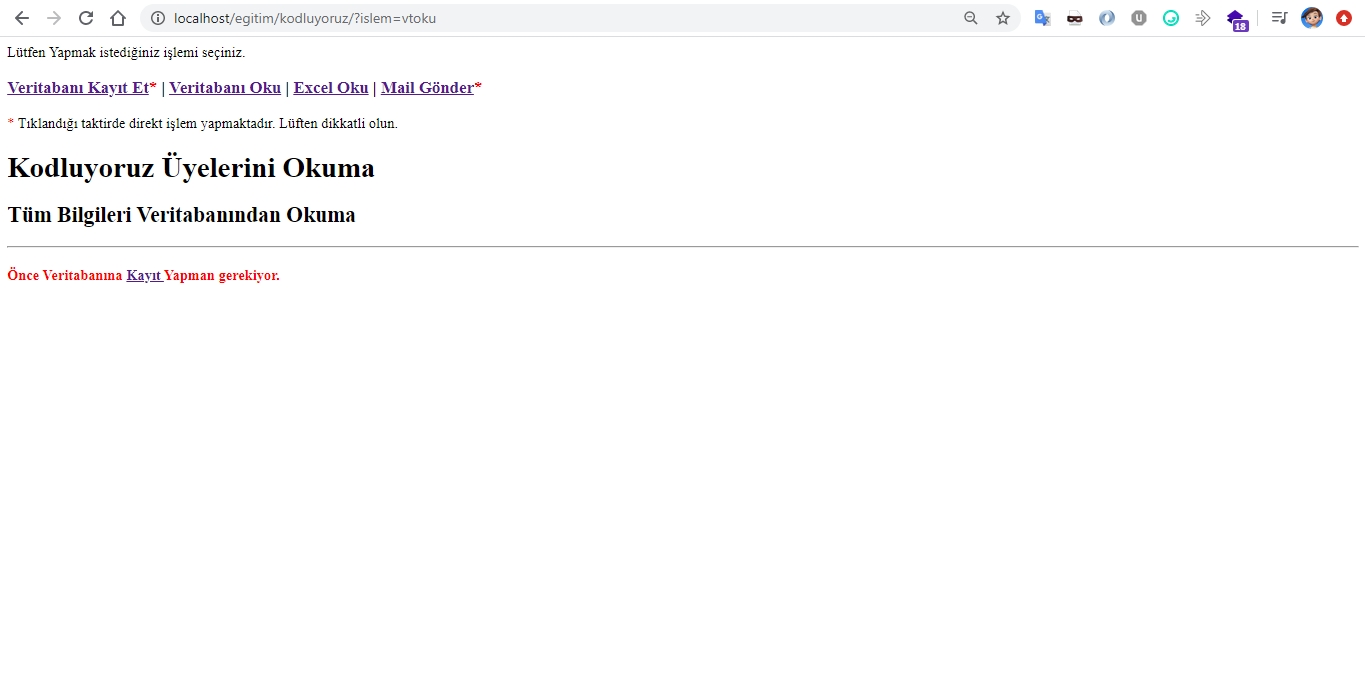 localhost/egitim/kodluyoruz/?islem=vtoku
18
Lütfen Yapmak istediğiniz işlemi seçiniz.
Veritabanı Kayıt Et* | Veritabanı Oku | Excel Oku | Mail Gönder*
* Tıklandığı taktirde direkt işlem yapmaktadır. Lüften dikkatli olun.
Kodluyoruz Üyelerini Okuma
Tüm Bilgileri Veritabanından Okuma
Önce Veritabanına Kayıt Yapman gerekiyor.